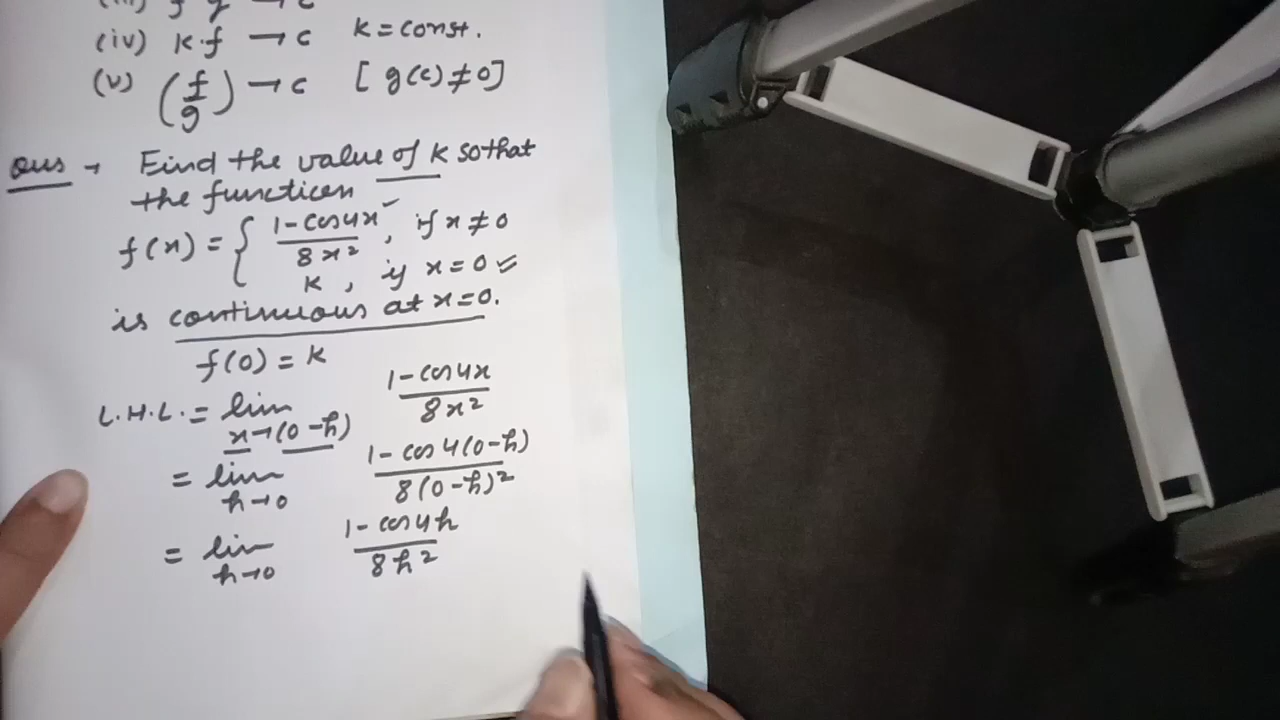 (iv) k.f → c k = const.
(v) (f/g) → c [g(c) ≠ 0]
Ques → Find the value of k so that
the function
f(x) = { 1 - cos4x / 8x², if x ≠ 0
k, if x = 0
is continuous at x = 0.
f(0) = k
L.H.L. = lim x→(0-h) 1 - cos4x / 8x²
= lim h→0 1 - cos4(0-h) / 8(0-h)²
= lim h→0 1 - cos4h / 8h²